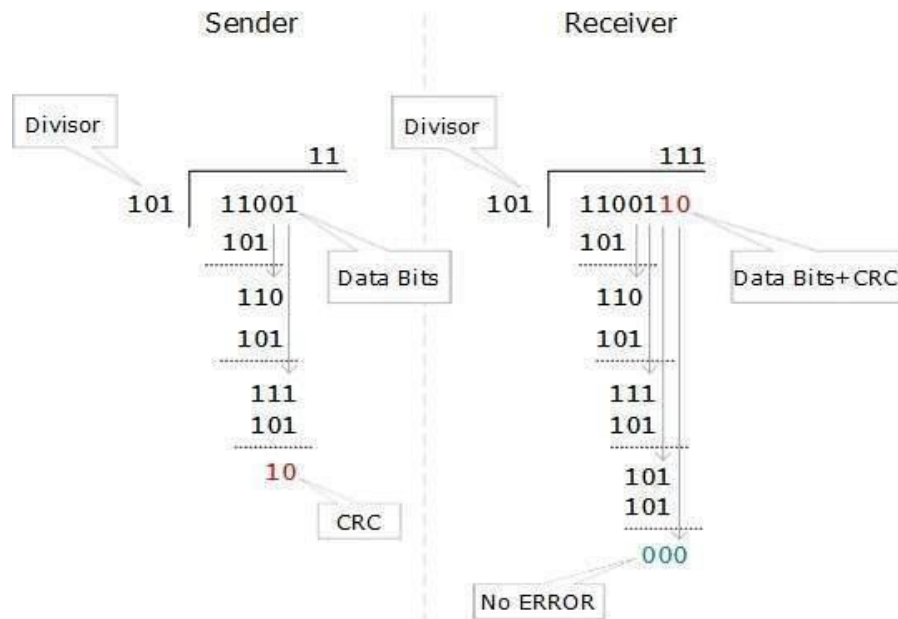 Sender
Divisor
11
101
11001
101
Data Bits
110
101
111
101
10
CRC
Receiver
Divisor
111
101
1100110
101
Data Bits+CRC
110
101
111
101
101
101
000
No ERROR